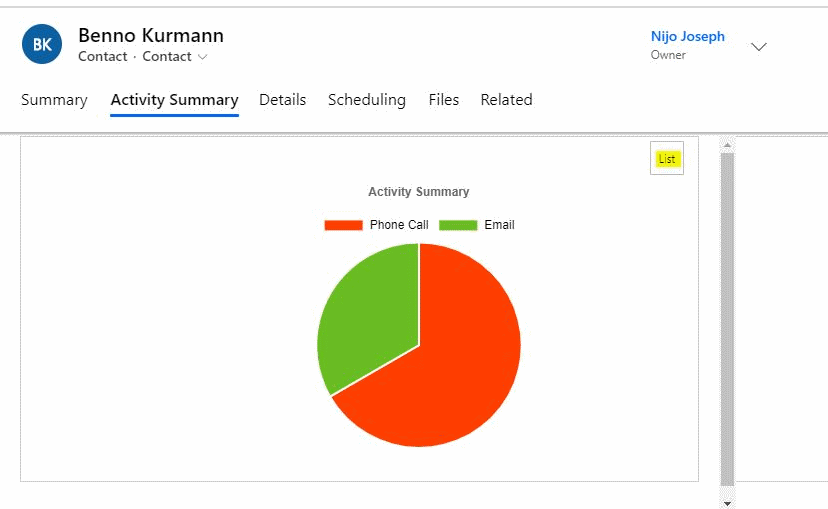 BK
Benno Kurmann
Contact · Contact
Nijo Joseph
Owner
Summary Activity Summary Details Scheduling Files Related
List
Activity Summary
Phone Call Email